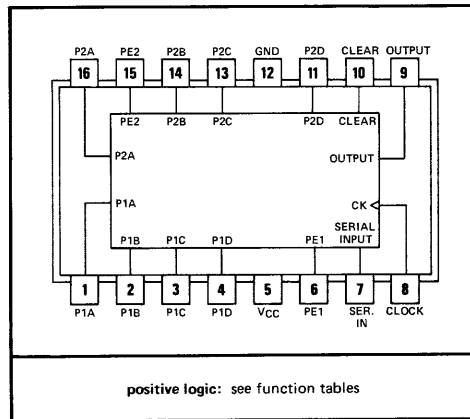 P2A PE2 P2B P2C GND P2D CLEAR OUTPUT
16 15 14 13 12 11 10 9
PE2 P2B P2C P2D CLEAR
P2A
OUTPUT
P1A
CK
SERIAL
INPUT
P1B P1C P1D PE1
1 2 3 4 5 6 7 8
P1A P1B P1C P1D VCC PE1 SER. CLOCK
IN
positive logic: see function tables